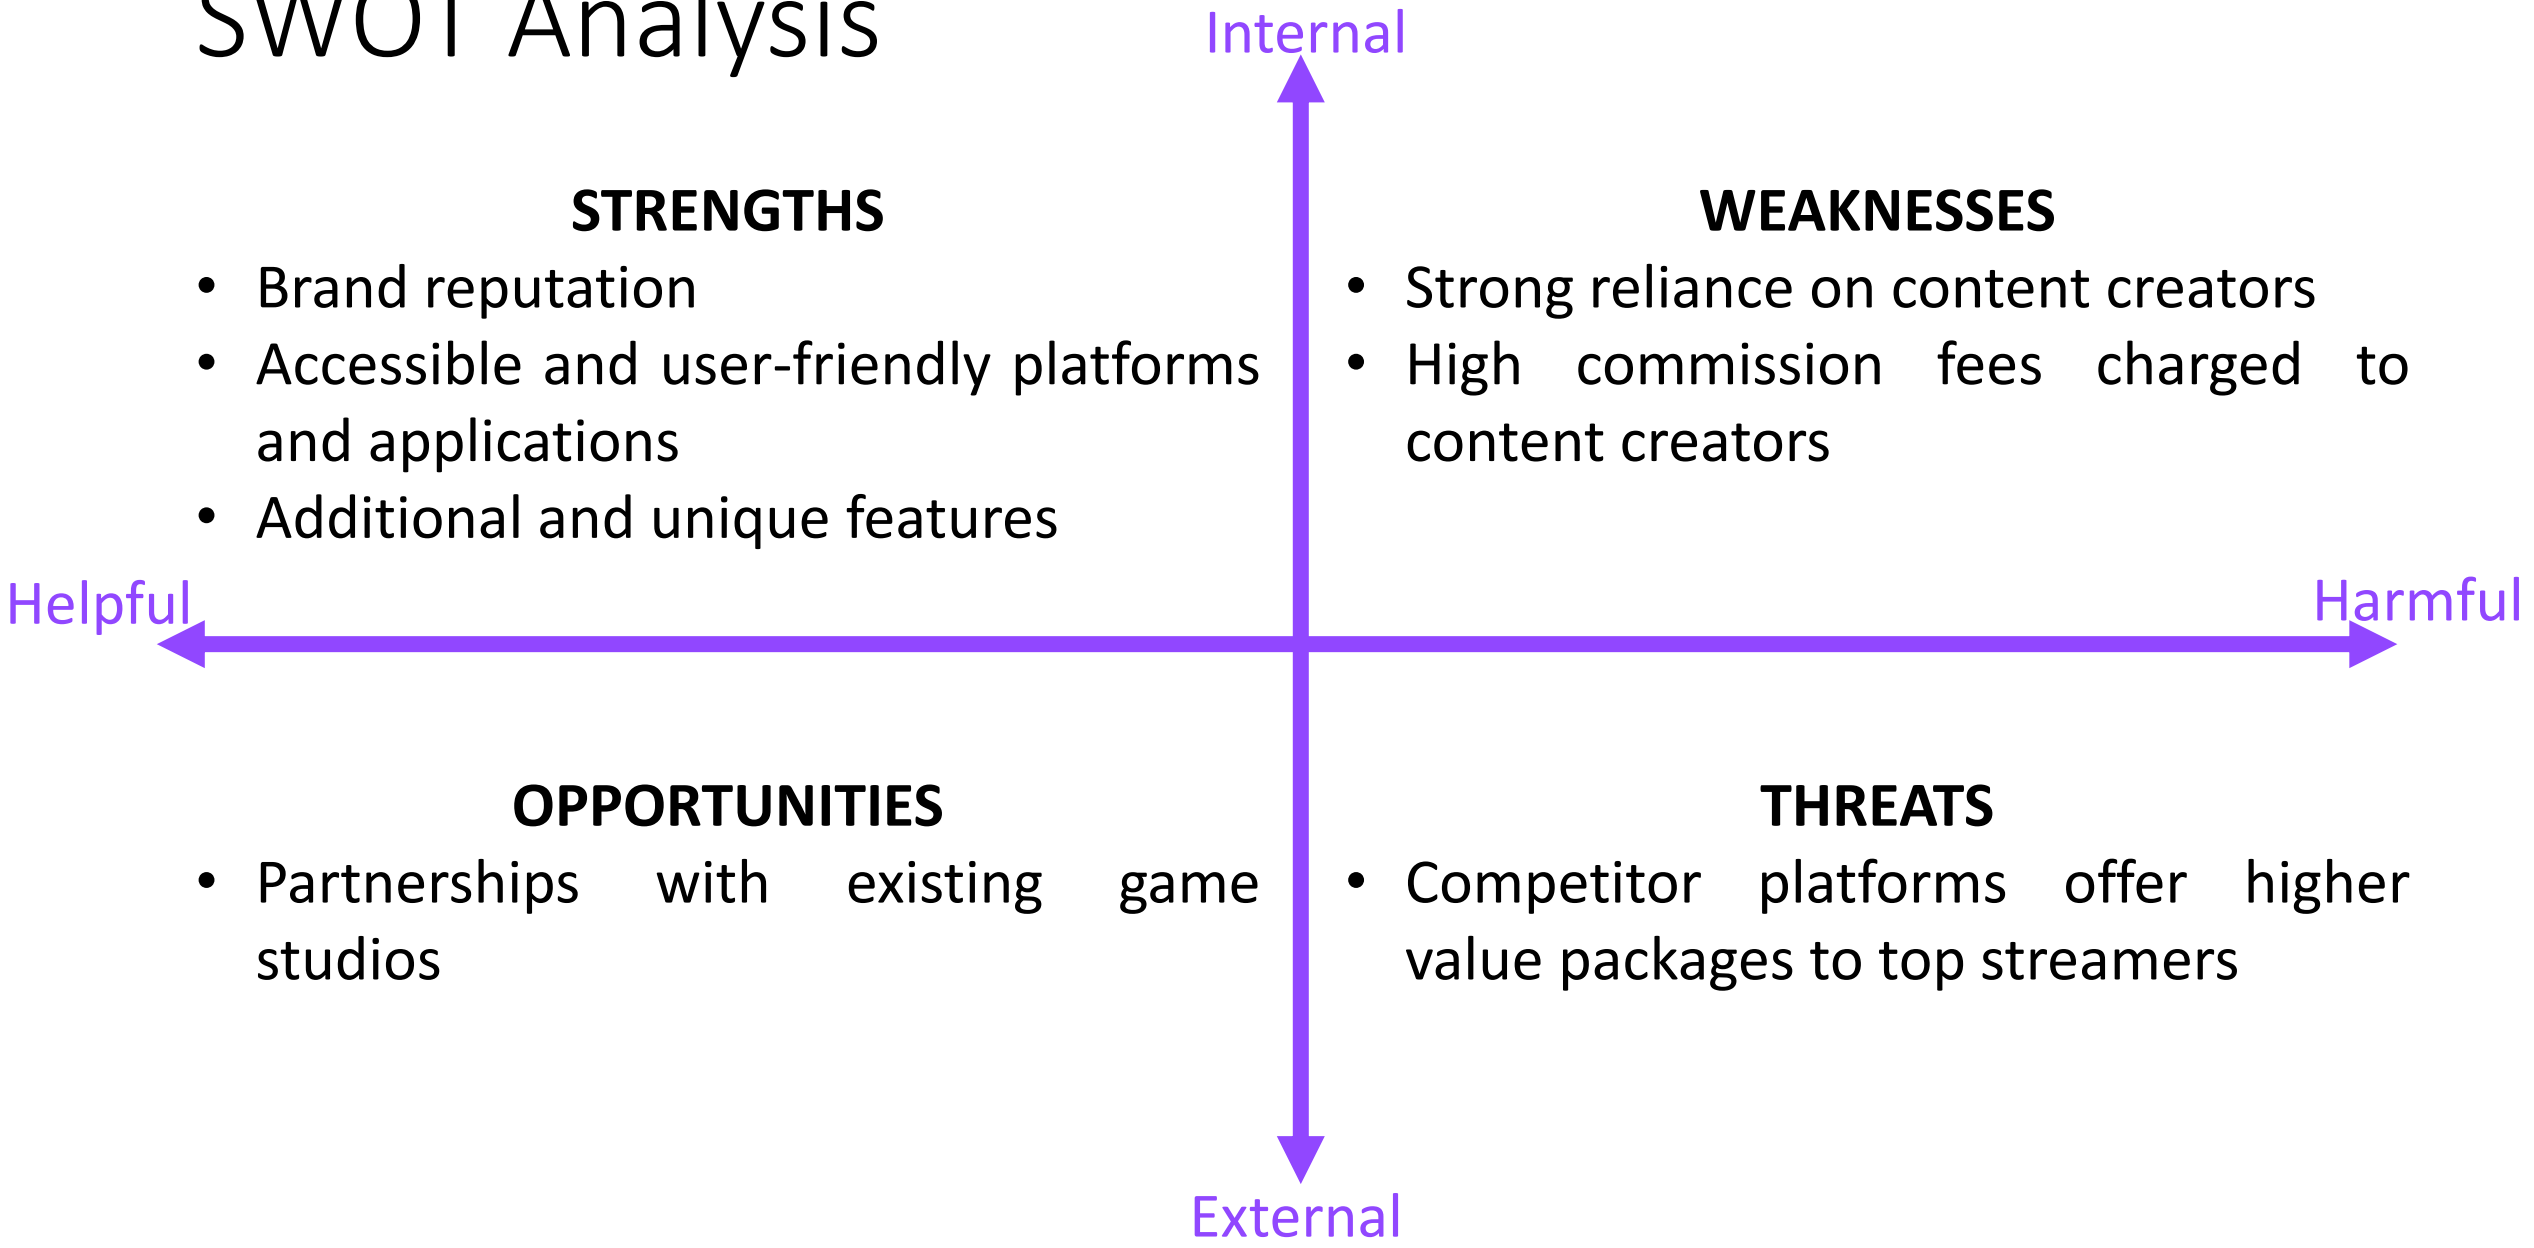 SWOT Analysis
Internal
STRENGTHS
• Brand reputation
• Accessible and user-friendly platforms
and applications
• Additional and unique features
WEAKNESSES
• Strong reliance on content creators
• High commission fees charged to
content creators
Helpful
Harmful
OPPORTUNITIES
• Partnerships with existing game
studios
THREATS
• Competitor platforms offer higher
value packages to top streamers
External